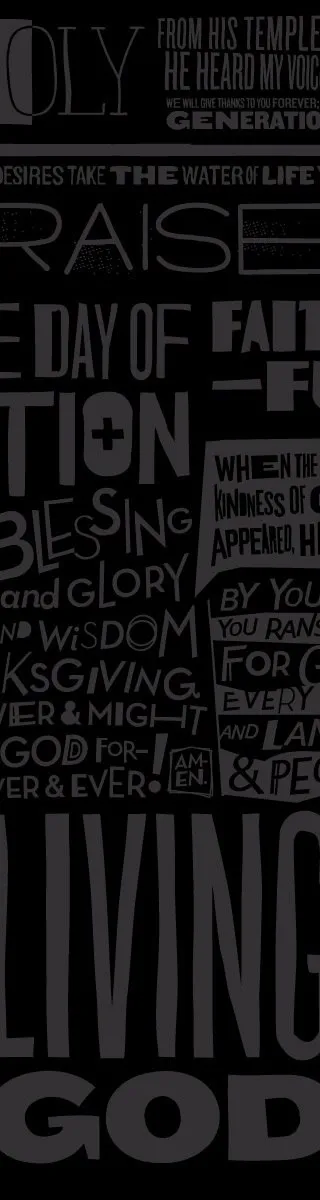 OLY
FROM HIS TEMPLE
HE HEARD MY VOIC
WE WILL GIVE THANKS TO YOU FOREVER;
GENERATIO
DESIRES TAKE THE WATER OF LIFE
RAISE
E DAY OF
TION
FAIT
—FU
BLESSING
and GLORY
ND WiSDOM
KSGiVING
WER & MIGHT
GOD FOR–
VER & EVER!
AM–
EN.
WHEN THE
KINDNESS OF
APPEARED, H
BY YOU
YOU RANS
FOR G
EVERY
AND LAN
& PEO
LIVING
GOD